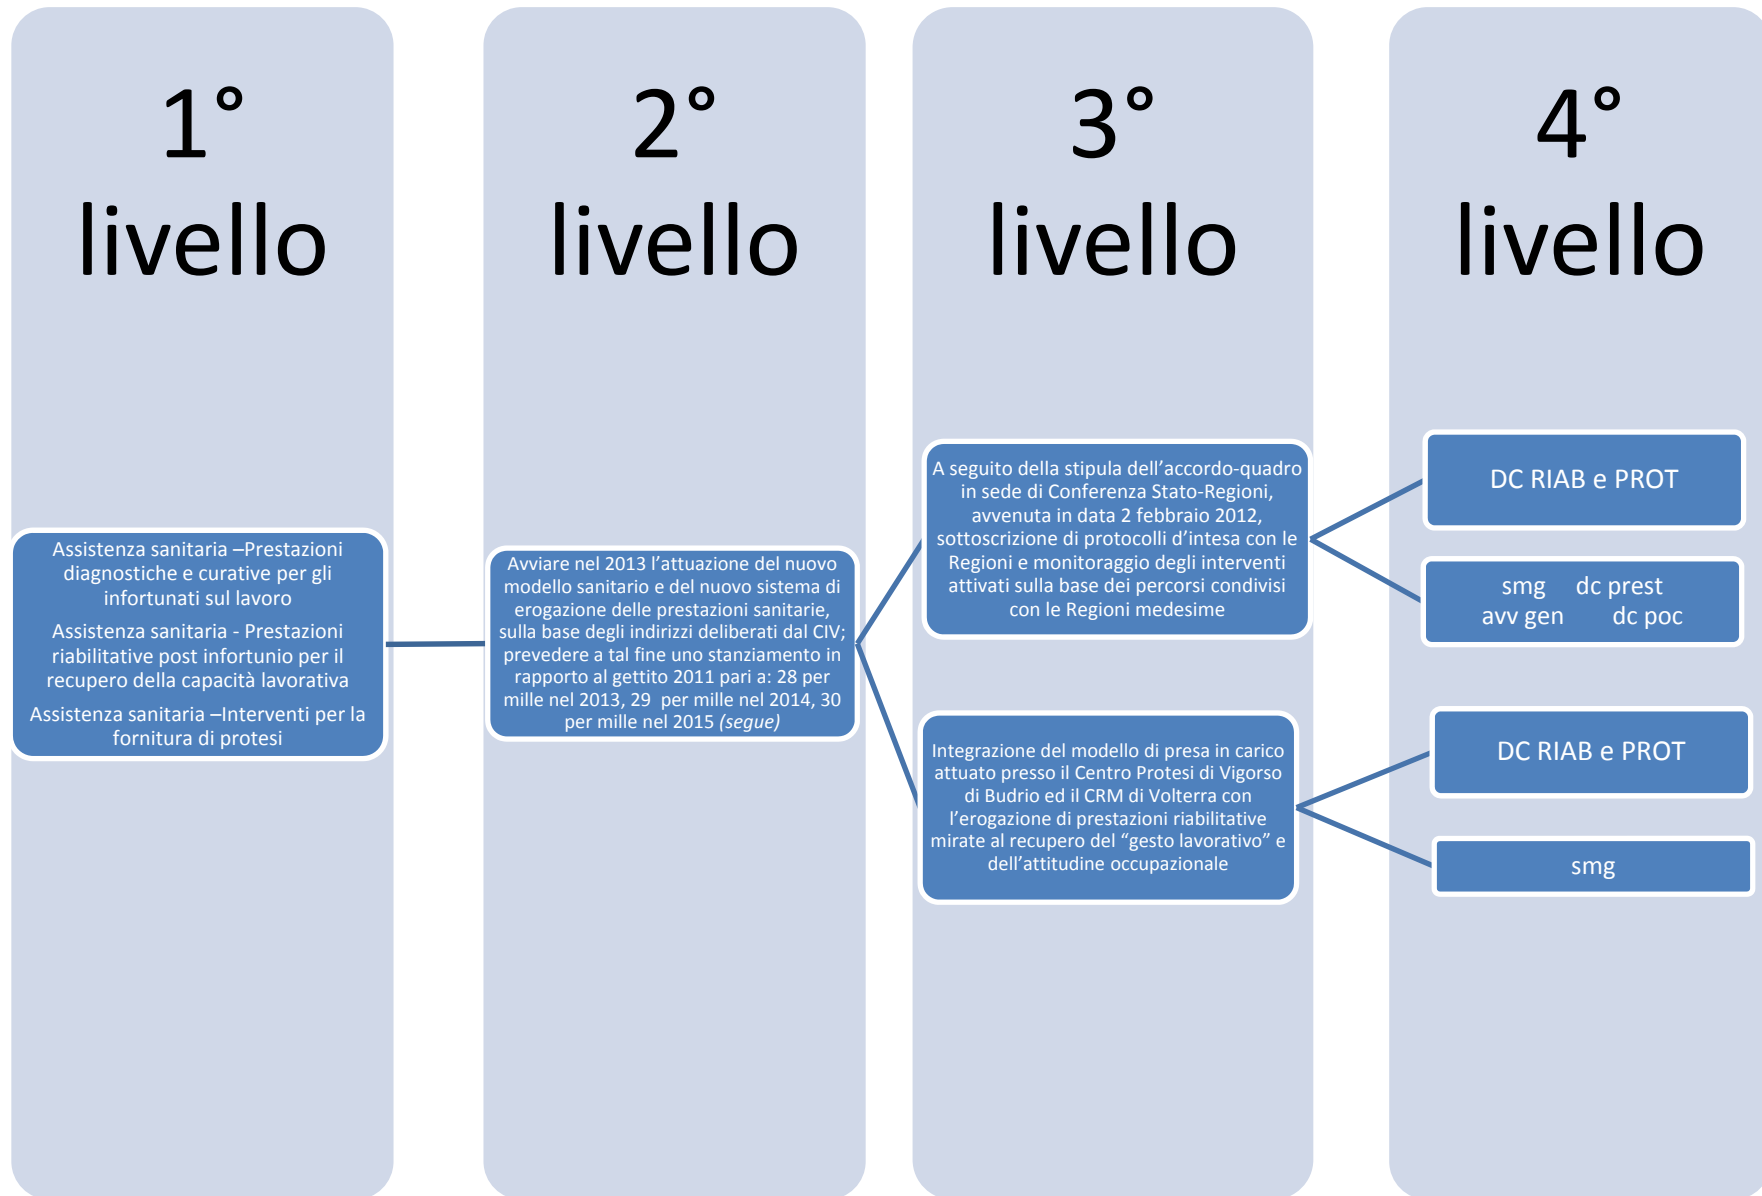 1°
livello
2°
livello
3°
livello
4°
livello
Assistenza sanitaria –Prestazioni
diagnostiche e curative per gli
infortunati sul lavoro
Assistenza sanitaria - Prestazioni
riabilitative post infortunio per il
recupero della capacità lavorativa
Assistenza sanitaria –Interventi per la
fornitura di protesi
Avviare nel 2013 l’attuazione del nuovo
modello sanitario e del nuovo sistema di
erogazione delle prestazioni sanitarie,
sulla base degli indirizzi deliberati dal CIV;
prevedere a tal fine uno stanziamento in
rapporto al gettito 2011 pari a: 28 per
mille nel 2013, 29 per mille nel 2014, 30
per mille nel 2015 (segue)
A seguito della stipula dell’accordo-quadro
in sede di Conferenza Stato-Regioni,
avvenuta in data 2 febbraio 2012,
sottoscrizione di protocolli d’intesa con le
Regioni e monitoraggio degli interventi
attivati sulla base dei percorsi condivisi
con le Regioni medesime
DC RIAB e PROT
smg dc prest
avv gen dc poc
Integrazione del modello di presa in carico
attuato presso il Centro Protesi di Vigorso
di Budrio ed il CRM di Volterra con
l’erogazione di prestazioni riabilitative
mirate al recupero del “gesto lavorativo” e
dell’attitudine occupazionale
DC RIAB e PROT
smg